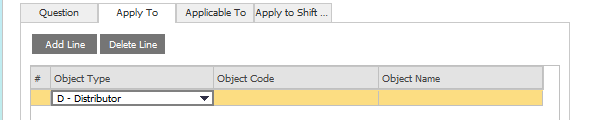 Question Apply To Applicable To Apply to Shift ...
Add Line Delete Line
# Object Type Object Code Object Name
D - Distributor